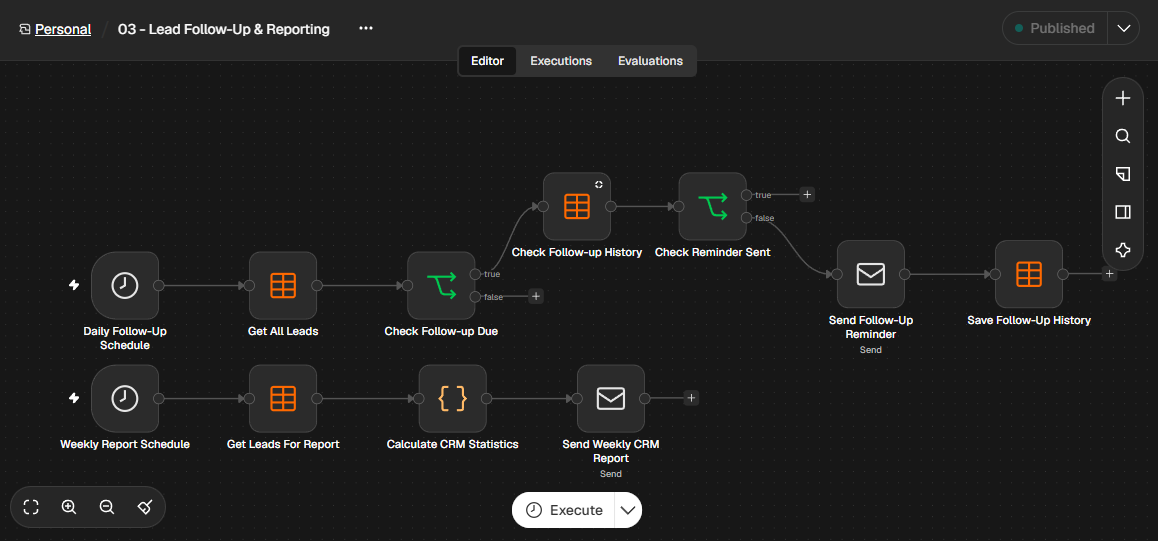 Personal / 03 - Lead Follow-Up & Reporting ...
Published
Editor Executions Evaluations
true
false
Check Follow-up History
Check Reminder Sent
true
false
Daily Follow-Up
Schedule
Get All Leads
Check Follow-up Due
Send Follow-Up
Reminder
Send
Save Follow-Up History
Weekly Report Schedule
Get Leads For Report
Calculate CRM Statistics
Send Weekly CRM
Report
Send
Execute